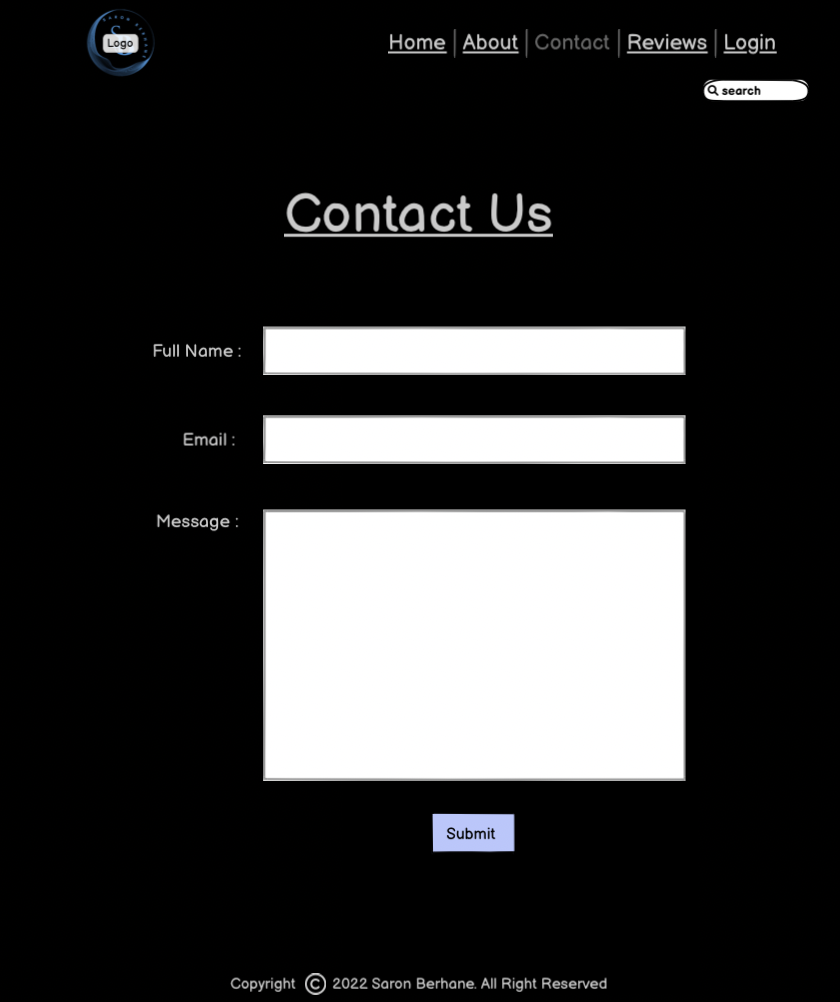 Logo
Home | About | Contact | Reviews | Login
search
Contact Us
Full Name :
Email :
Message :
Submit
Copyright © 2022 Saron Berhane. All Right Reserved